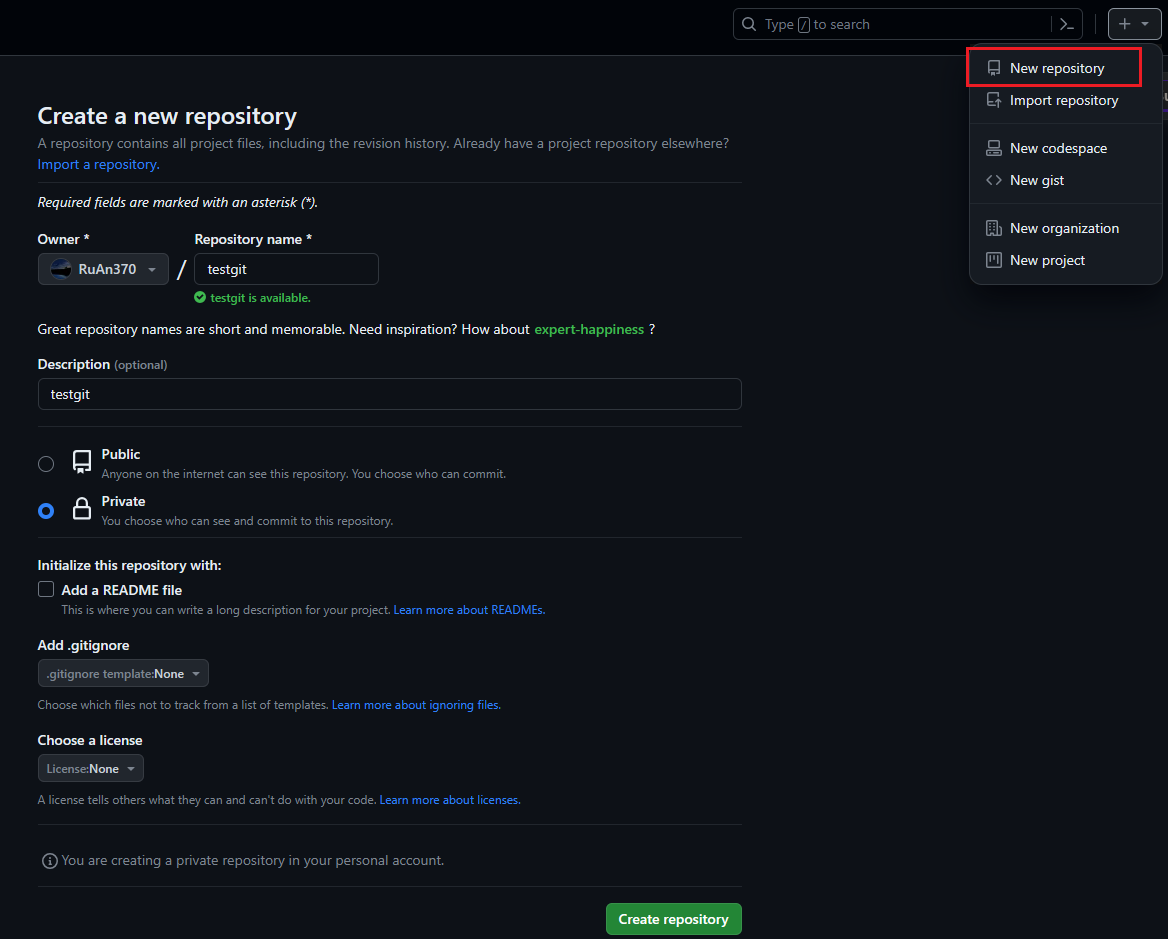 Type / to search
New repository
Import repository
New codespace
New gist
New organization
New project
Create a new repository
A repository contains all project files, including the revision history. Already have a project repository elsewhere?
Import a repository.
Required fields are marked with an asterisk (*).
Owner *
Repository name *
RuAn370
/
testgit
testgit is available.
Great repository names are short and memorable. Need inspiration? How about expert-happiness ?
Description (optional)
testgit
Public
Anyone on the internet can see this repository. You choose who can commit.
Private
You choose who can see and commit to this repository.
Initialize this repository with:
Add a README file
This is where you can write a long description for your project. Learn more about READMEs.
Add .gitignore
.gitignore template:None
Choose which files not to track from a list of templates. Learn more about ignoring files.
Choose a license
License:None
A license tells others what they can and can't do with your code. Learn more about licenses.
You are creating a private repository in your personal account.
Create repository